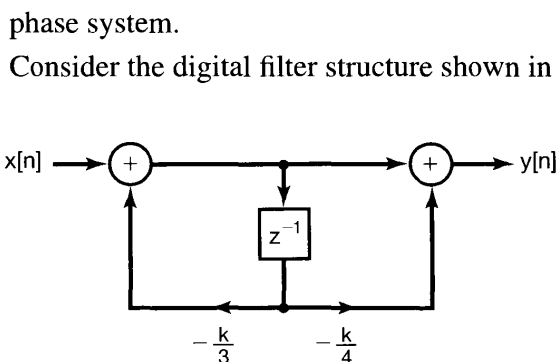 phase system.
Consider the digital filter structure shown in
x[n] + + y[n]
z⁻¹
-k/3 -k/4